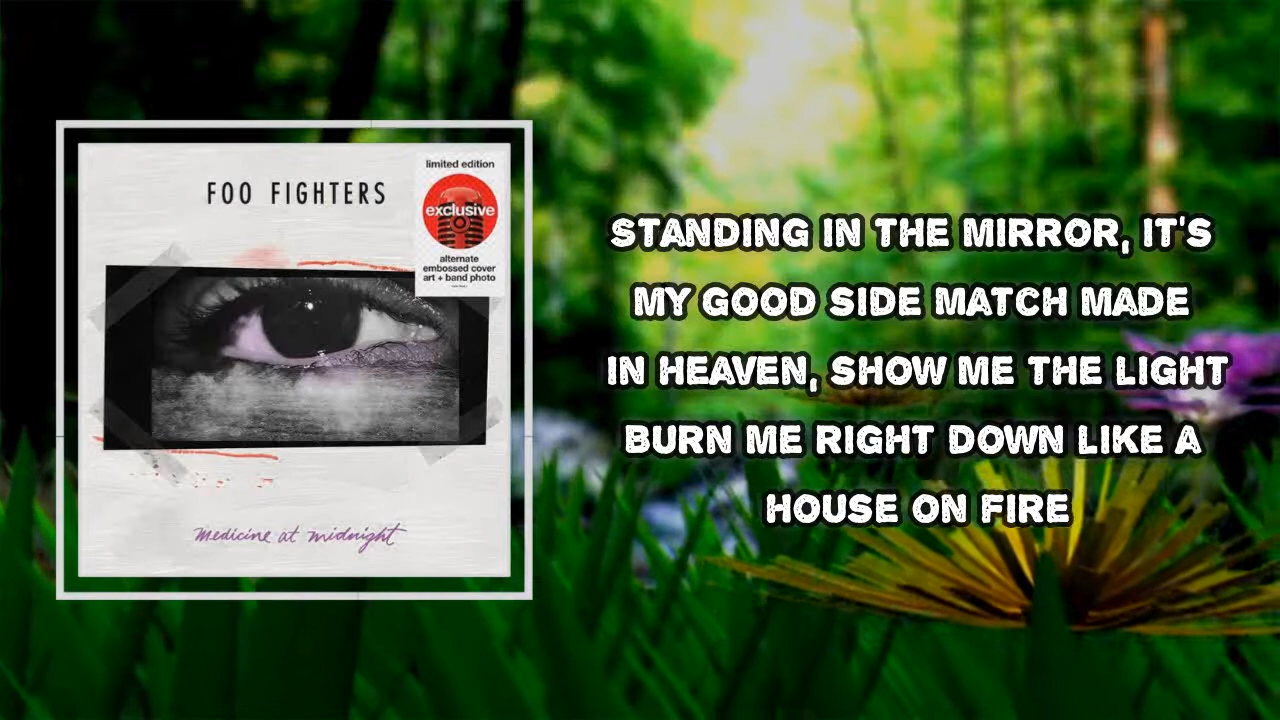 FOO FIGHTERS
limited edition
exclusive
alternate
embossed cover
art + band photo
medicine at midnight
STANDING IN THE MIRROR, IT'S
MY GOOD SIDE MATCH MADE
IN HEAVEN, SHOW ME THE LIGHT
BURN ME RIGHT DOWN LIKE A
HOUSE ON FIRE